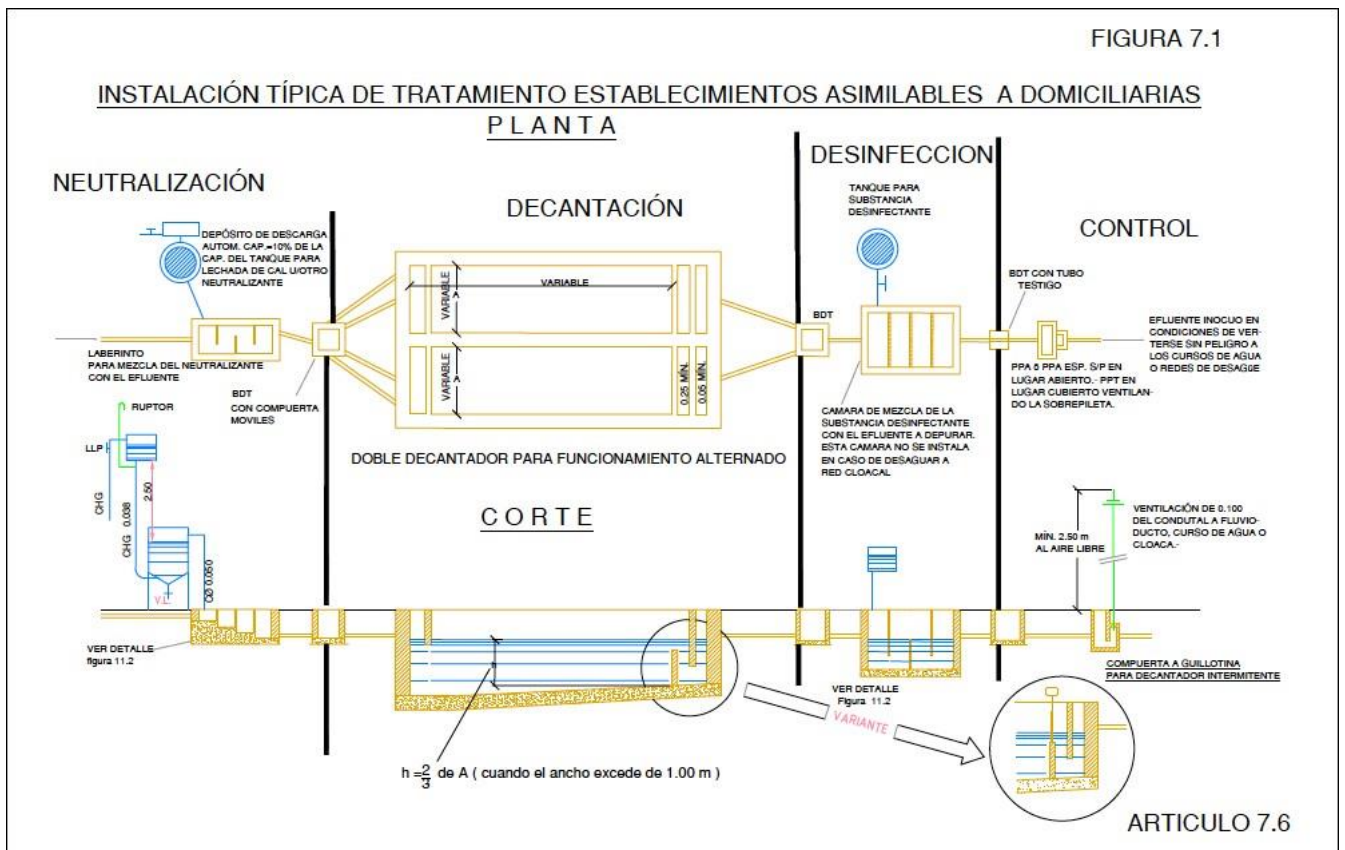 FIGURA 7.1
INSTALACIÓN TÍPICA DE TRATAMIENTO ESTABLECIMIENTOS ASIMILABLES A DOMICILIARIAS
PLANTA
NEUTRALIZACIÓN
DECANTACIÓN
DESINFECCION
CONTROL
DEPÓSITO DE DESCARGA
AUTOM. CAP.=10% DE LA
CAP. DEL TANQUE PARA
LECHADA DE CAL U/OTRO
NEUTRALIZANTE
LABERINTO
PARA MEZCLA DEL NEUTRALIZANTE
CON EL EFLUENTE
BDT
CON COMPUERTA
MOVILES
VARIABLE
VARIABLE
A
VARIABLE
A
0.25 MÍN.
0.05 MÍN.
DOBLE DECANTADOR PARA FUNCIONAMIENTO ALTERNADO
TANQUE PARA
SUBSTANCIA
DESINFECTANTE
BDT
CAMARA DE MEZCLA DE LA
SUBSTANCIA DESINFECTANTE
CON EL EFLUENTE A DEPURAR.
ESTA CAMARA NO SE INSTALA
EN CASO DE DESAGUAR A
RED CLOACAL
BDT CON TUBO
TESTIGO
PPA ó PPA ESP. S/P EN
LUGAR ABIERTO.- PPT EN
LUGAR CUBIERTO VENTILAN-
DO LA SOBREPILETA.
EFLUENTE INOCUO EN
CONDICIONES DE VER-
TERSE SIN PELIGRO A
LOS CURSOS DE AGUA
O REDES DE DESAGÜE
CORTE
RUPTOR
LLP
CHG
CHG 0.038
2.50
V.L.
CIØ 0.050
VER DETALLE
figura 11.2
h = 2/3 de A ( cuando el ancho excede de 1.00 m )
VER DETALLE
Figura 11.2
VARIANTE
MÍN. 2.50 m
AL AIRE LIBRE
VENTILACIÓN DE 0.100
DEL CONDUTAL A FLUVIO-
DUCTO, CURSO DE AGUA O
CLOACA.-
COMPUERTA A GUILLOTINA
PARA DECANTADOR INTERMITENTE
ARTICULO 7.6